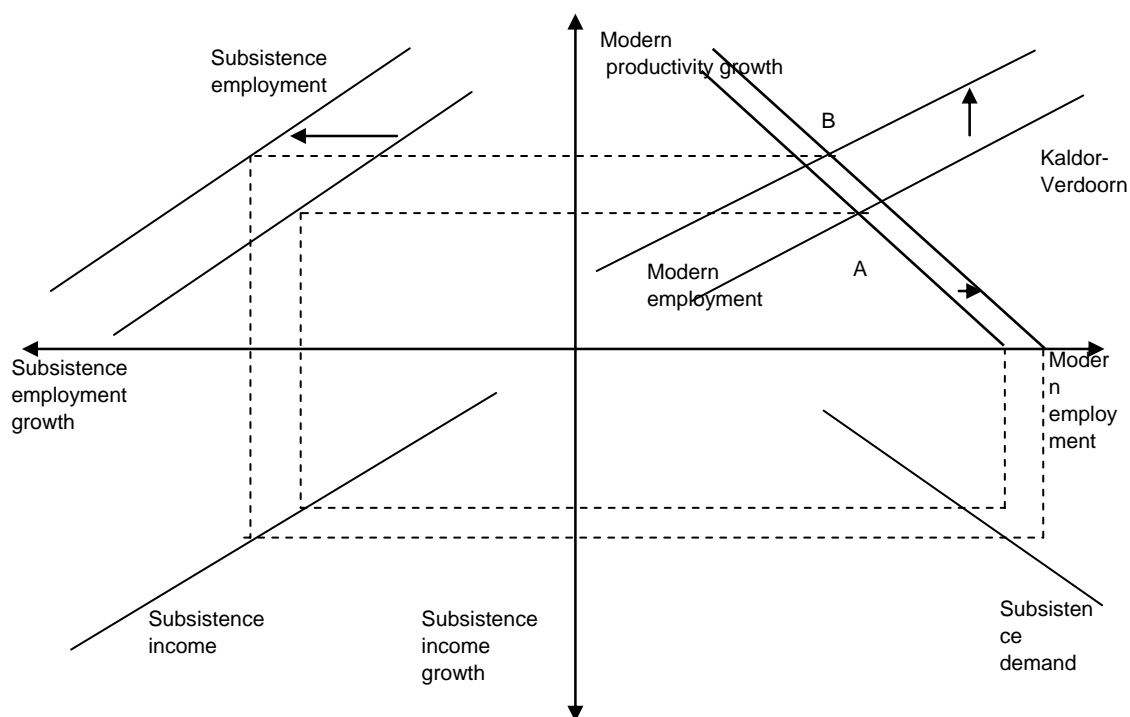 Modern
productivity growth
Subsistence
employment
B
Kaldor-
Verdoorn
Modern
employment
A
Subsistence
employment
growth
Moder
n
employ
ment
Subsistence
income
Subsistence
income
growth
Subsisten
ce
demand